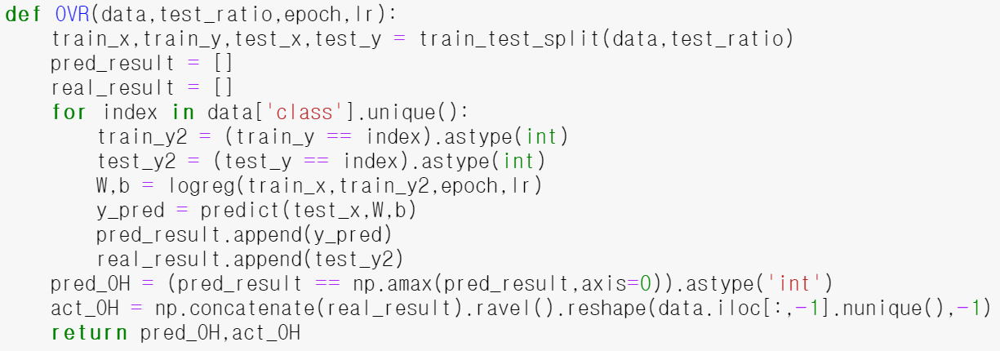 def OVR(data,test_ratio,epoch,lr):
    train_x,train_y,test_x,test_y = train_test_split(data,test_ratio)
    pred_result = []
    real_result = []
    for index in data['class'].unique():
        train_y2 = (train_y == index).astype(int)
        test_y2 = (test_y == index).astype(int)
        W,b = logreg(train_x,train_y2,epoch,lr)
        y_pred = predict(test_x,W,b)
        pred_result.append(y_pred)
        real_result.append(test_y2)
    pred_OH = (pred_result == np.amax(pred_result,axis=0)).astype('int')
    act_OH = np.concatenate(real_result).ravel().reshape(data.iloc[:,-1].nunique(),-1)
    return pred_OH,act_OH